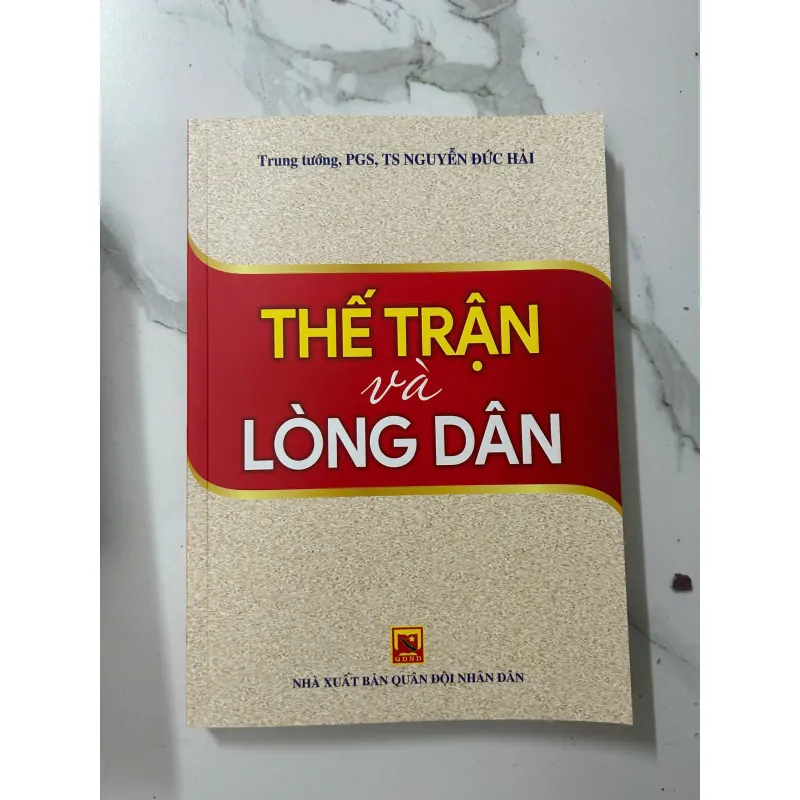 Trung tướng, PGS, TS NGUYỄN ĐỨC HẢI
THẾ TRẬN
và
LÒNG DÂN
QĐND
NHÀ XUẤT BẢN QUÂN ĐỘI NHÂN DÂN